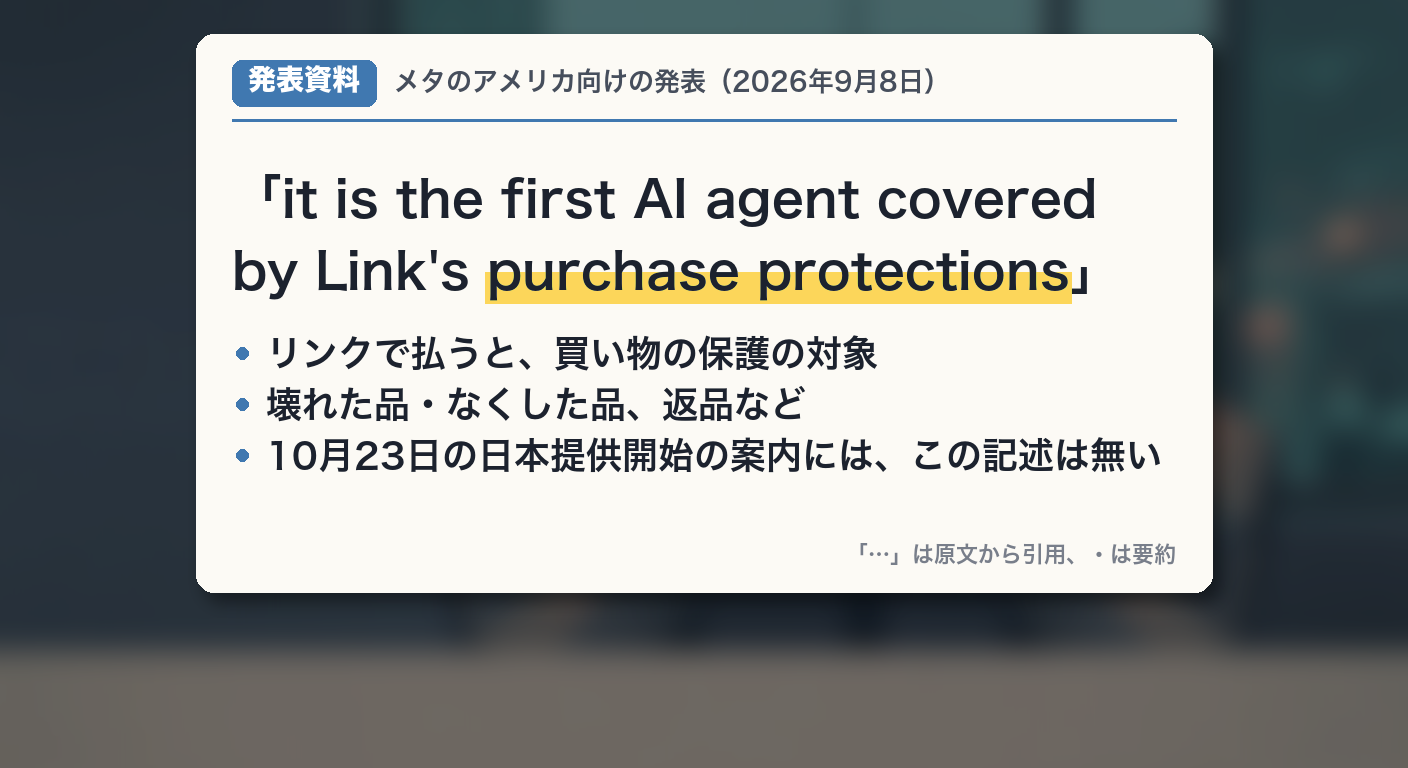 発表資料 メタのアメリカ向けの発表（2026年9月8日）
「it is the first AI agent covered
by Link's purchase protections」
• リンクで払うと、買い物の保護の対象
• 壊れた品・なくした品、返品など
• 10月23日の日本提供開始の案内には、この記述は無い
「…」は原文から引用、・は要約